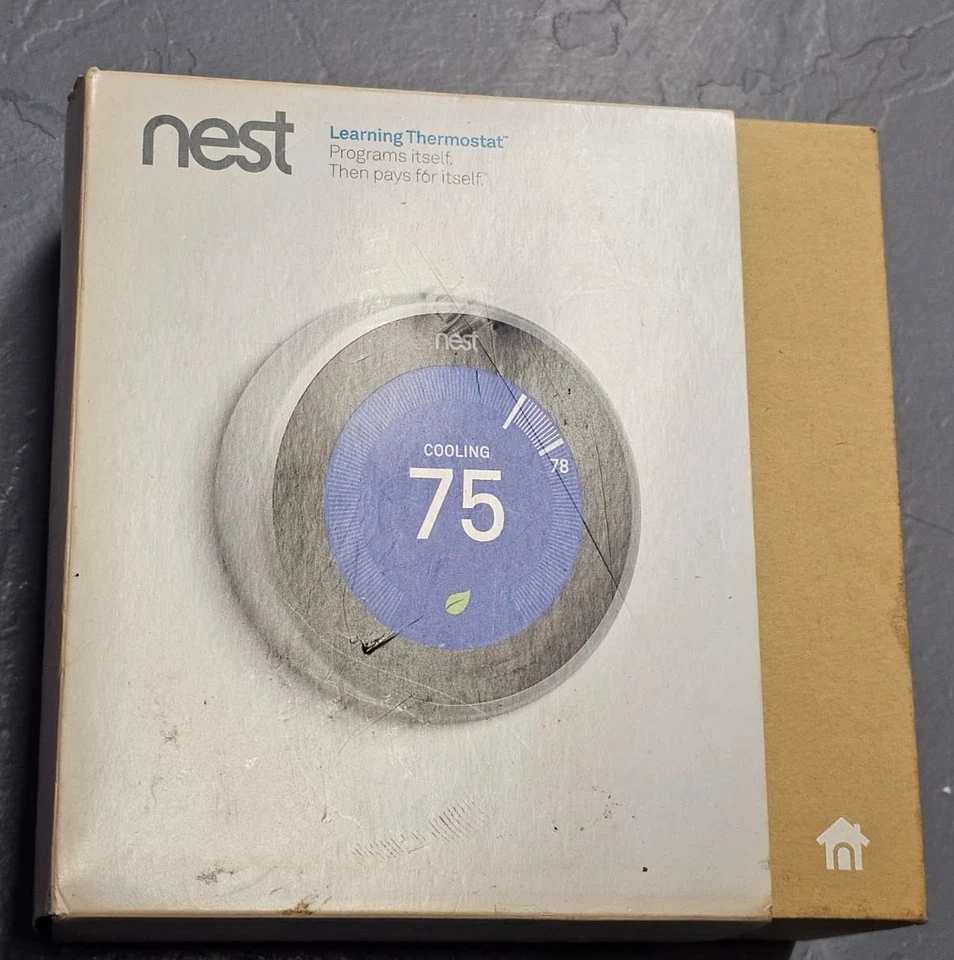 nest
Learning Thermostat™
Programs itself.
Then pays for itself.™
nest
COOLING
78
75